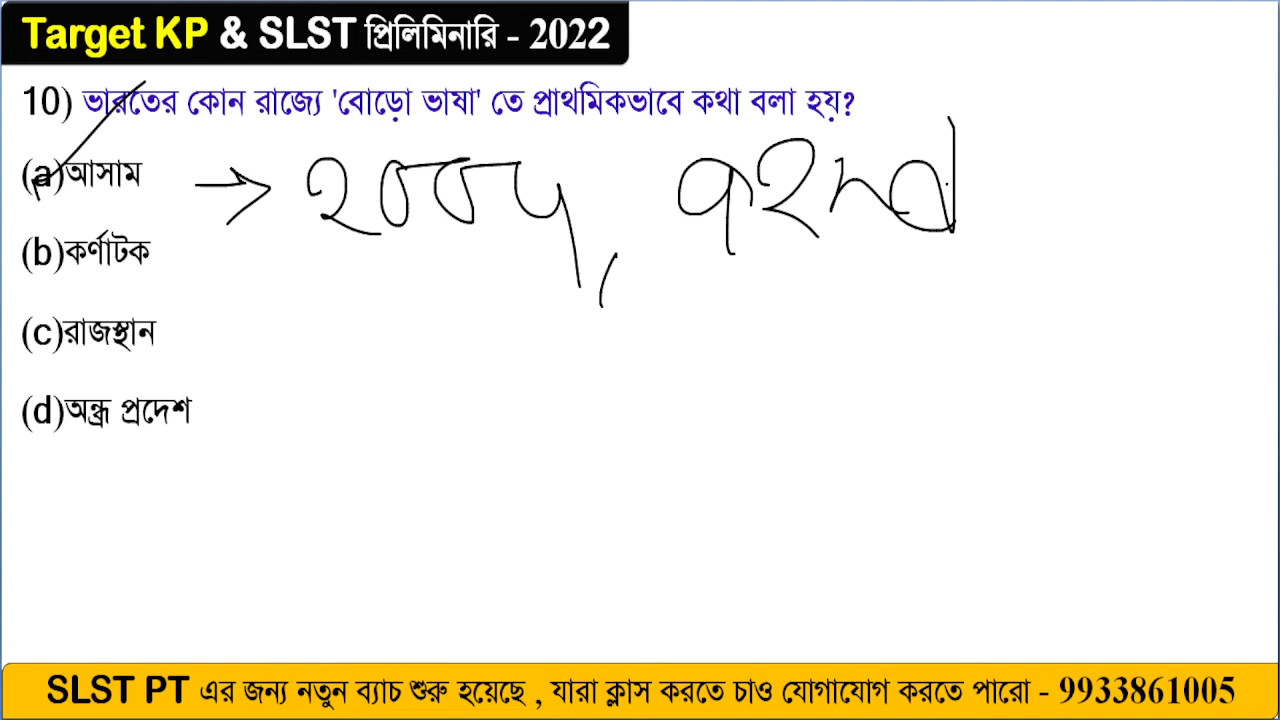 Target KP & SLST প্রিলিমিনারি - 2022
10) ভারতের কোন রাজ্যে 'বোড়ো ভাষা' তে প্রাথমিকভাবে কথা বলা হয়?
(a)আসাম
(b)কর্ণাটক
(c)রাজস্থান
(d)অন্ধ্র প্রদেশ
SLST PT এর জন্য নতুন ব্যাচ শুরু হয়েছে , যারা ক্লাস করতে চাও যোগাযোগ করতে পারো - 9933861005